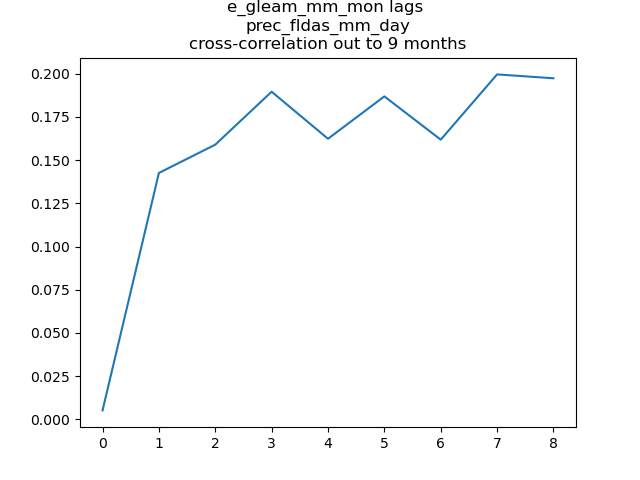 e_gleam_mm_mon lags
prec_fldas_mm_day
cross-correlation out to 9 months
0.200
0.175
0.150
0.125
0.100
0.075
0.050
0.025
0.000
0 1 2 3 4 5 6 7 8